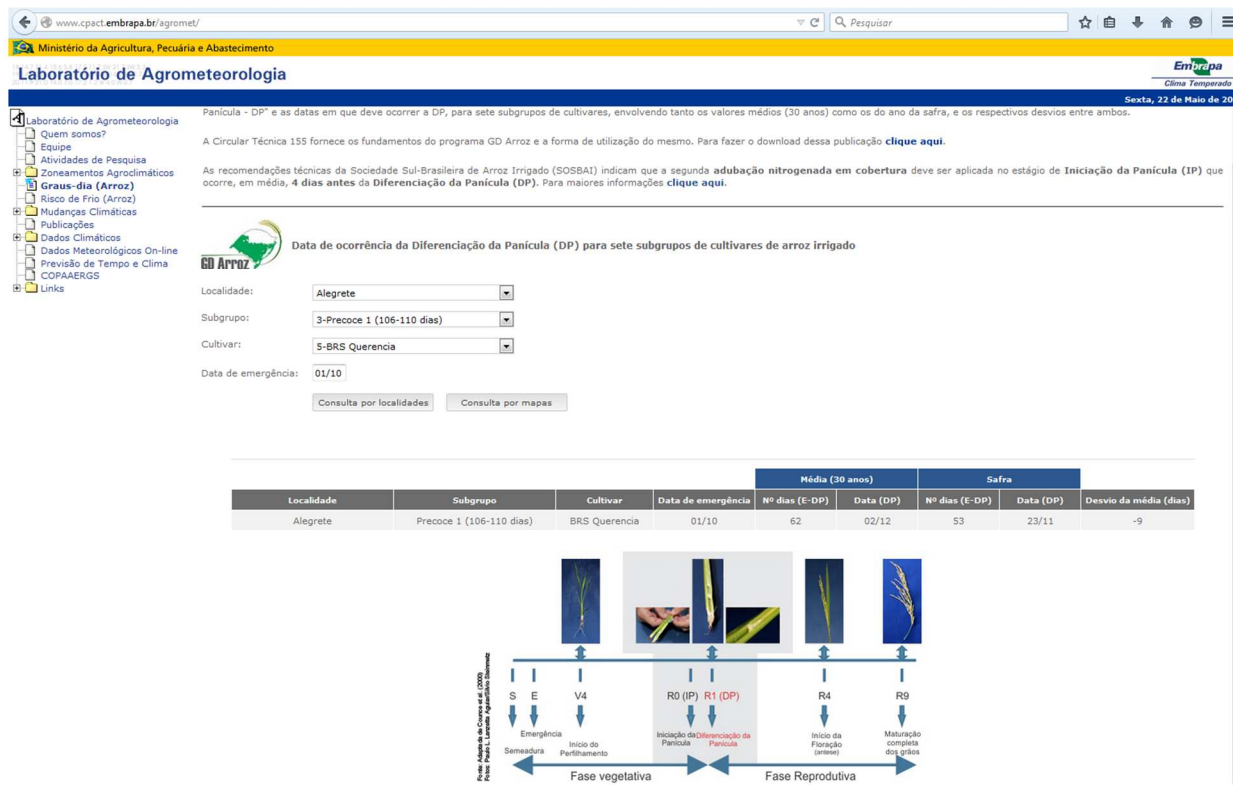 www.cpact.embrapa.br/agromet/
Pesquisar
Ministério da Agricultura, Pecuária e Abastecimento
Laboratório de Agrometeorologia
Embrapa
Clima Temperado
Sexta, 22 de Maio de 20
Laboratório de Agrometeorologia
Quem somos?
Equipe
Atividades de Pesquisa
Zoneamentos Agroclimáticos
Graus-dia (Arroz)
Risco de Frio (Arroz)
Mudanças Climáticas
Publicações
Dados Climáticos
Dados Meteorológicos On-line
Previsão de Tempo e Clima
COPAAERGS
Links
Panícula - DP" e as datas em que deve ocorrer a DP, para sete subgrupos de cultivares, envolvendo tanto os valores médios (30 anos) como os do ano da safra, e os respectivos desvios entre ambos.
A Circular Técnica 155 fornece os fundamentos do programa GD Arroz e a forma de utilização do mesmo. Para fazer o download dessa publicação clique aqui.
As recomendações técnicas da Sociedade Sul-Brasileira de Arroz Irrigado (SOSBAI) indicam que a segunda adubação nitrogenada em cobertura deve ser aplicada no estágio de Iniciação da Panícula (IP) que
ocorre, em média, 4 dias antes da Diferenciação da Panícula (DP). Para maiores informações clique aqui.
GD Arroz
Data de ocorrência da Diferenciação da Panícula (DP) para sete subgrupos de cultivares de arroz irrigado
Localidade: Alegrete
Subgrupo: 3-Precoce 1 (106-110 dias)
Cultivar: 5-BRS Querencia
Data de emergência: 01/10
Consulta por localidades Consulta por mapas
Média (30 anos) Safra
Localidade Subgrupo Cultivar Data de emergência Nº dias (E-DP) Data (DP) Nº dias (E-DP) Data (DP) Desvio da média (dias)
Alegrete Precoce 1 (106-110 dias) BRS Querencia 01/10 62 02/12 53 23/11 -9
Fonte: Adaptada de Counce et al. (2000)
Fotos: Paulo L. Lanzetta Aguiar/Silvio Steinmetz
S E V4 R0 (IP) R1 (DP) R4 R9
Semeadura
Emergência
Início do
Perfilhamento
Iniciação da
Panícula
Diferenciação da
Panícula
Início da
Floração
(antese)
Maturação
completa
dos grãos
Fase vegetativa Fase Reprodutiva